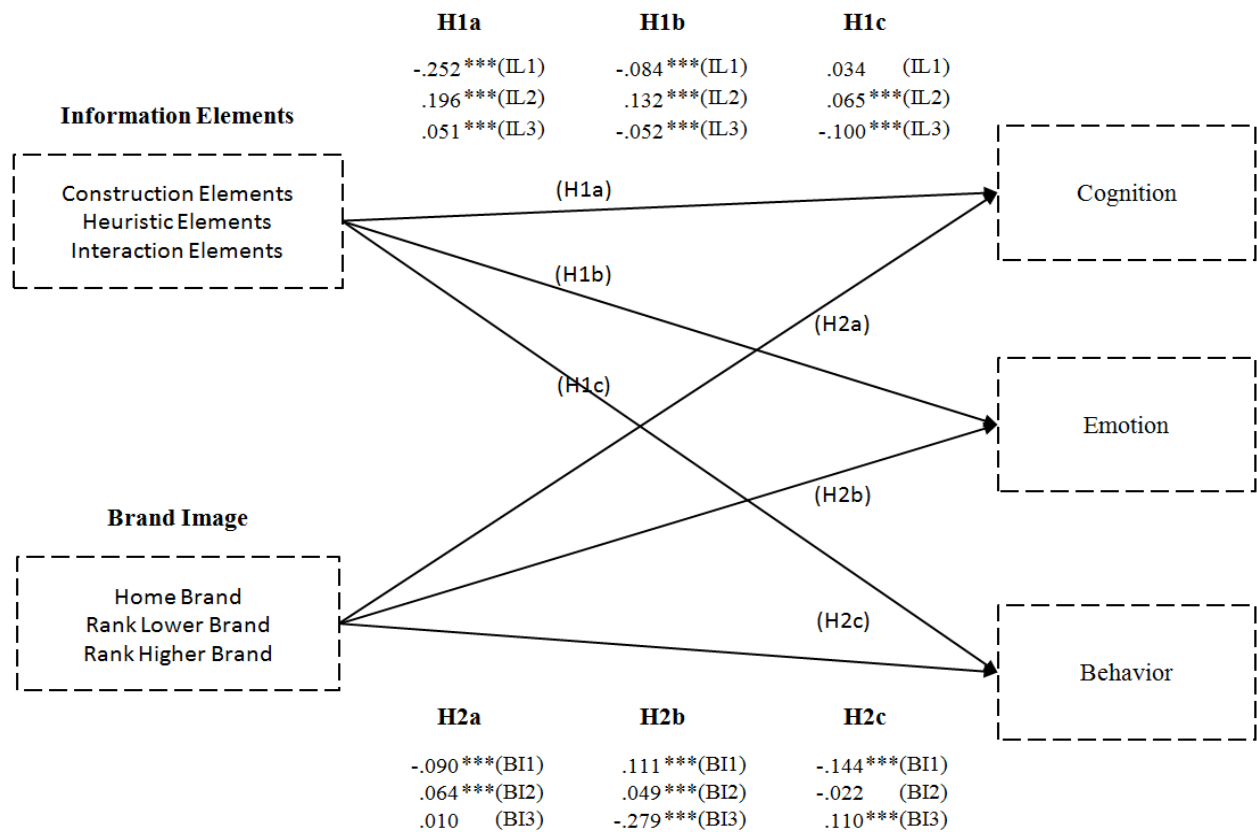 H1a H1b H1c
-.252 ***(IL1) -.084 ***(IL1) .034 (IL1)
.196 ***(IL2) .132 ***(IL2) .065 ***(IL2)
.051 ***(IL3) -.052 ***(IL3) -.100 ***(IL3)
Information Elements
Construction Elements
Heuristic Elements
Interaction Elements
(H1a)
Cognition
(H1b)
(H2a)
(H1c)
Emotion
(H2b)
Brand Image
Home Brand
Rank Lower Brand
Rank Higher Brand
(H2c)
Behavior
H2a H2b H2c
-.090 ***(BI1) .111 ***(BI1) -.144 ***(BI1)
.064 ***(BI2) .049 ***(BI2) -.022 (BI2)
.010 (BI3) -.279 ***(BI3) .110 ***(BI3)